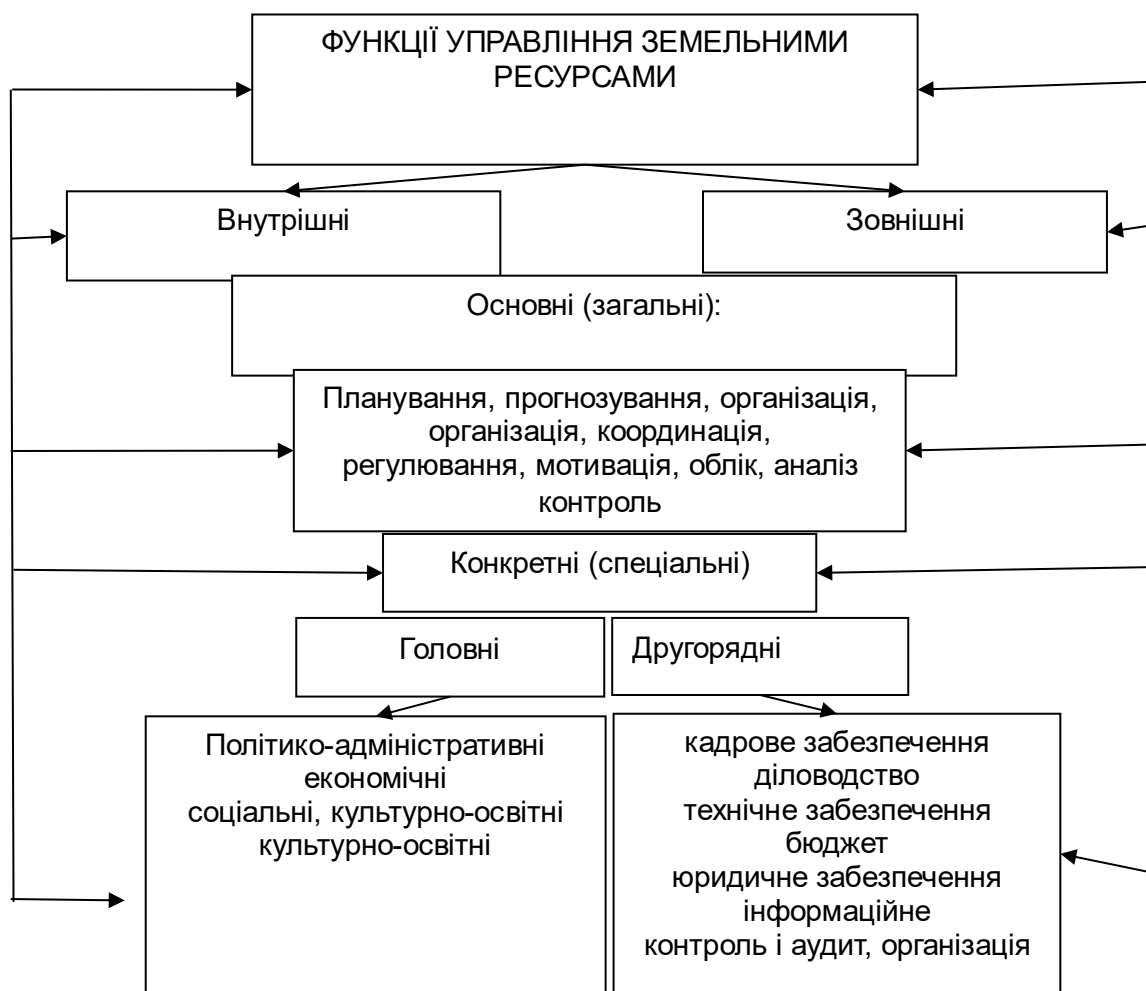 ФУНКЦІЇ УПРАВЛІННЯ ЗЕМЕЛЬНИМИ
РЕСУРСАМИ
Внутрішні
Зовнішні
Основні (загальні):
Планування, прогнозування, організація,
організація, координація,
регулювання, мотивація, облік, аналіз
контроль
Конкретні (спеціальні)
Головні
Другорядні
Політико-адміністративні
економічні
соціальні, культурно-освітні
культурно-освітні
кадрове забезпечення
діловодство
технічне забезпечення
бюджет
юридичне забезпечення
інформаційне
контроль і аудит, організація